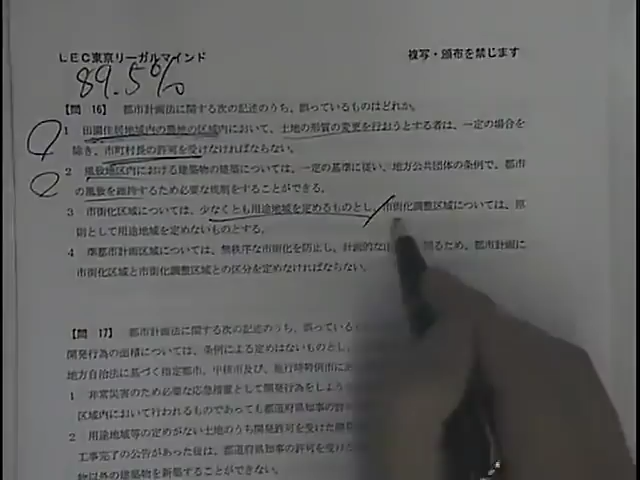 LEC東京リーガルマインド 複写・頒布を禁じます
89.5%
【問 16】 都市計画法に関する次の記述のうち、誤っているものはどれか。
1 田園住居地域内の農地の区域内において、土地の形質の変更を行おうとする者は、一定の場合を
除き、市町村長の許可を受けなければならない。
2 風致地区内における建築物の建築については、一定の基準に従い、地方公共団体の条例で、都市
の風致を維持するため必要な規制をすることができる。
3 市街化区域については、少なくとも用途地域を定めるものとし、市街化調整区域については、原
則として用途地域を定めないものとする。
4 準都市計画区域については、無秩序な市街化を防止し、計画的な 図るため、都市計画に
市街化区域と市街化調整区域との区分を定めなければならない。
【問 17】 都市計画法に関する次の記述のうち、誤っている
開発行為の面積については、条例による定めはないものとし、
地方自治法に基づく指定都市、中核市及び、施行時特例市に
1 非常災害のため必要な応急措置として開発行為をしよう
区域内において行われるものであっても都道府県知事の許
2 用途地域等の定めがない土地のうち開発許可を受けた開
工事完了の公告があった後は、都道府県知事の許可を受ける
物以外の建築物を新築することができない。